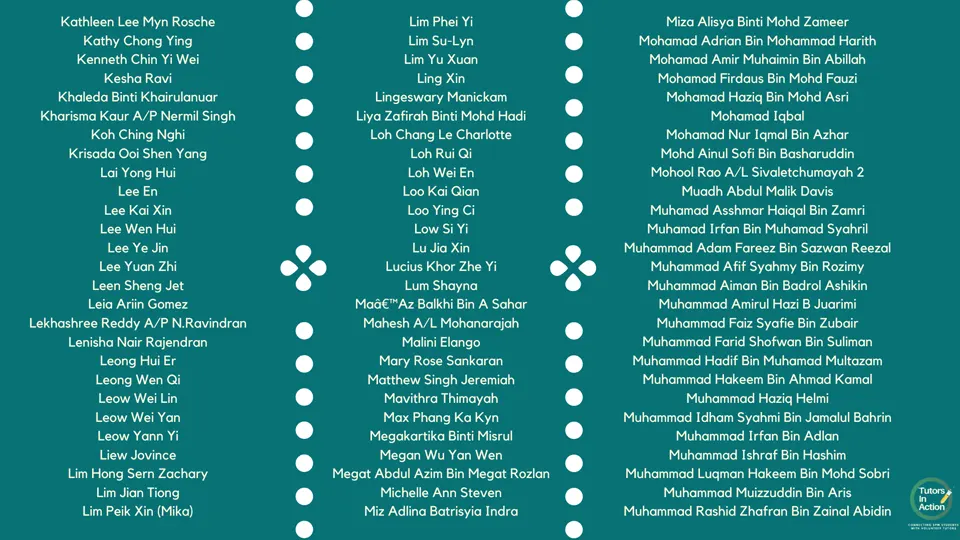 Kathleen Lee Myn Rosche
Kathy Chong Ying
Kenneth Chin Yi Wei
Kesha Ravi
Khaleda Binti Khairulanuar
Kharisma Kaur A/P Nermil Singh
Koh Ching Nghi
Krisada Ooi Shen Yang
Lai Yong Hui
Lee En
Lee Kai Xin
Lee Wen Hui
Lee Ye Jin
Lee Yuan Zhi
Leen Sheng Jet
Leia Ariin Gomez
Lekhashree Reddy A/P N.Ravindran
Lenisha Nair Rajendran
Leong Hui Er
Leong Wen Qi
Leow Wei Lin
Leow Wei Yan
Leow Yann Yi
Liew Jovince
Lim Hong Sern Zachary
Lim Jian Tiong
Lim Peik Xin (Mika)
Lim Phei Yi
Lim Su-Lyn
Lim Yu Xuan
Ling Xin
Lingeswary Manickam
Liya Zafirah Binti Mohd Hadi
Loh Chang Le Charlotte
Loh Rui Qi
Loh Wei En
Loo Kai Qian
Loo Ying Ci
Low Si Yi
Lu Jia Xin
Lucius Khor Zhe Yi
Lum Shayna
Maâ€™Az Balkhi Bin A Sahar
Mahesh A/L Mohanarajah
Malini Elango
Mary Rose Sankaran
Matthew Singh Jeremiah
Mavithra Thimayah
Max Phang Ka Kyn
Megakartika Binti Misrul
Megan Wu Yan Wen
Megat Abdul Azim Bin Megat Rozlan
Michelle Ann Steven
Miz Adlina Batrisyia Indra
Miza Alisya Binti Mohd Zameer
Mohamad Adrian Bin Mohammad Harith
Mohamad Amir Muhaimin Bin Abillah
Mohamad Firdaus Bin Mohd Fauzi
Mohamad Haziq Bin Mohd Asri
Mohamad Iqbal
Mohamad Nur Iqmal Bin Azhar
Mohd Ainul Sofi Bin Basharuddin
Mohool Rao A/L Sivaletchumayah 2
Muadh Abdul Malik Davis
Muhamad Asshmar Haiqal Bin Zamri
Muhamad Irfan Bin Muhamad Syahril
Muhammad Adam Fareez Bin Sazwan Reezal
Muhammad Afif Syahmy Bin Rozimy
Muhammad Aiman Bin Badrol Ashikin
Muhammad Amirul Hazi B Juarimi
Muhammad Faiz Syafie Bin Zubair
Muhammad Farid Shofwan Bin Suliman
Muhammad Hadif Bin Muhamad Multazam
Muhammad Hakeem Bin Ahmad Kamal
Muhammad Haziq Helmi
Muhammad Idham Syahmi Bin Jamalul Bahrin
Muhammad Irfan Bin Adlan
Muhammad Ishraf Bin Hashim
Muhammad Luqman Hakeem Bin Mohd Sobri
Muhammad Muizzuddin Bin Aris
Muhammad Rashid Zhafran Bin Zainal Abidin
Tutors
In
Action
CONNECTING SPM STUDENTS
WITH VOLUNTEER TUTORS